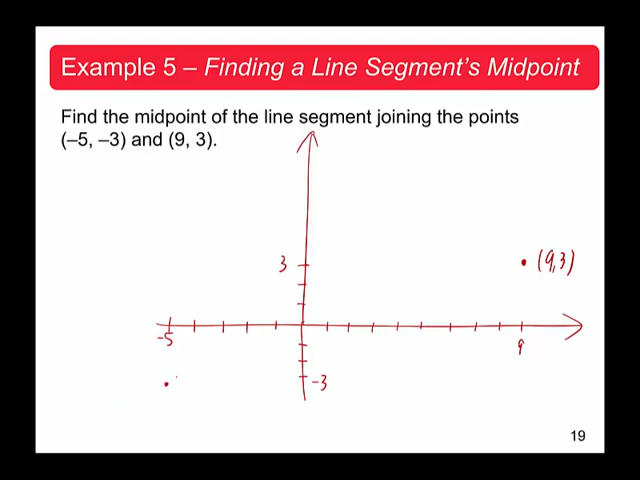 Example 5 – Finding a Line Segment's Midpoint
Find the midpoint of the line segment joining the points
(–5, –3) and (9, 3).
3
(9,3)
-5
9
-3
19